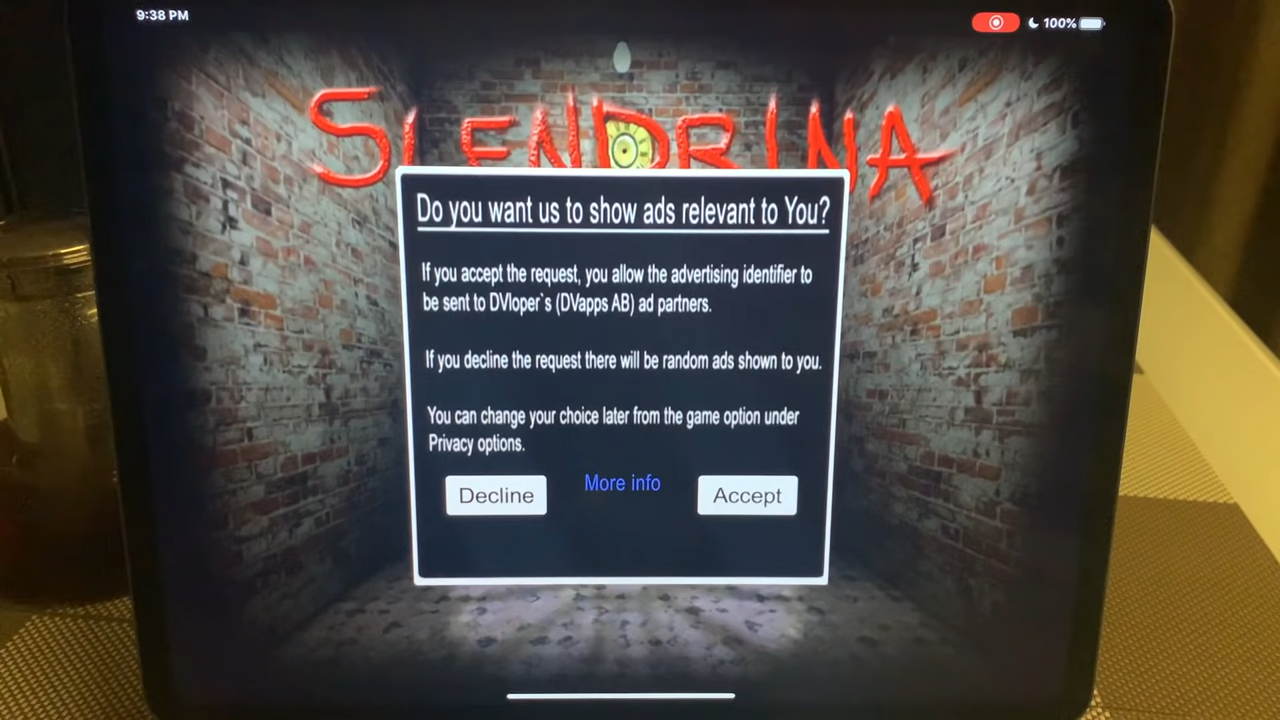 9:38 PM
100%
SLENDRINA
Do you want us to show ads relevant to You?
If you accept the request, you allow the advertising identifier to
be sent to DVloper`s (DVapps AB) ad partners.
If you decline the request there will be random ads shown to you.
You can change your choice later from the game option under
Privacy options.
Decline
More info
Accept